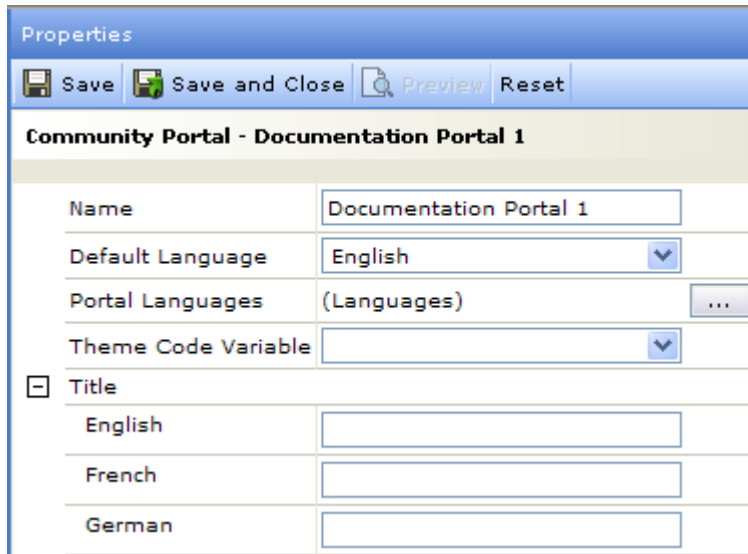 Properties
Save Save and Close Preview Reset
Community Portal - Documentation Portal 1
Name Documentation Portal 1
Default Language English
Portal Languages (Languages) ...
Theme Code Variable
Title
English
French
German